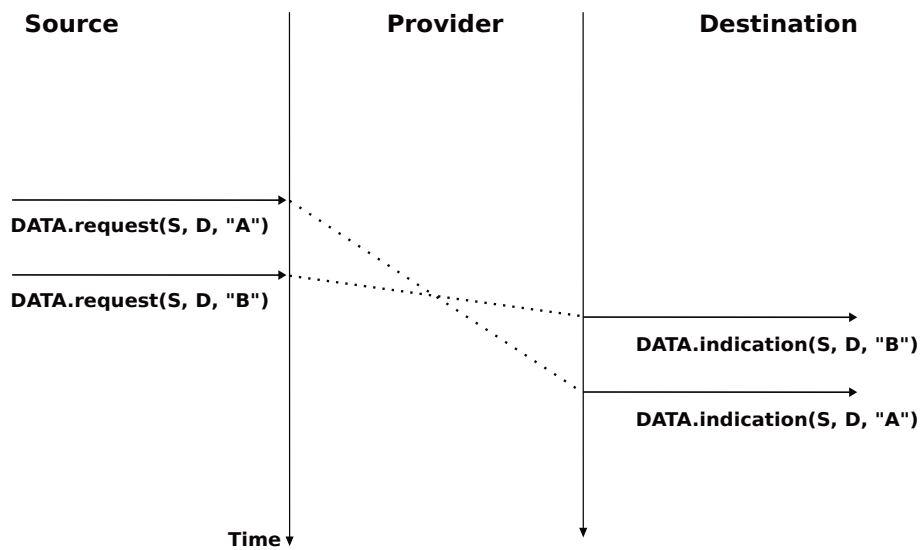 Source
Provider
Destination
DATA.request(S, D, "A")
DATA.request(S, D, "B")
DATA.indication(S, D, "B")
DATA.indication(S, D, "A")
Time